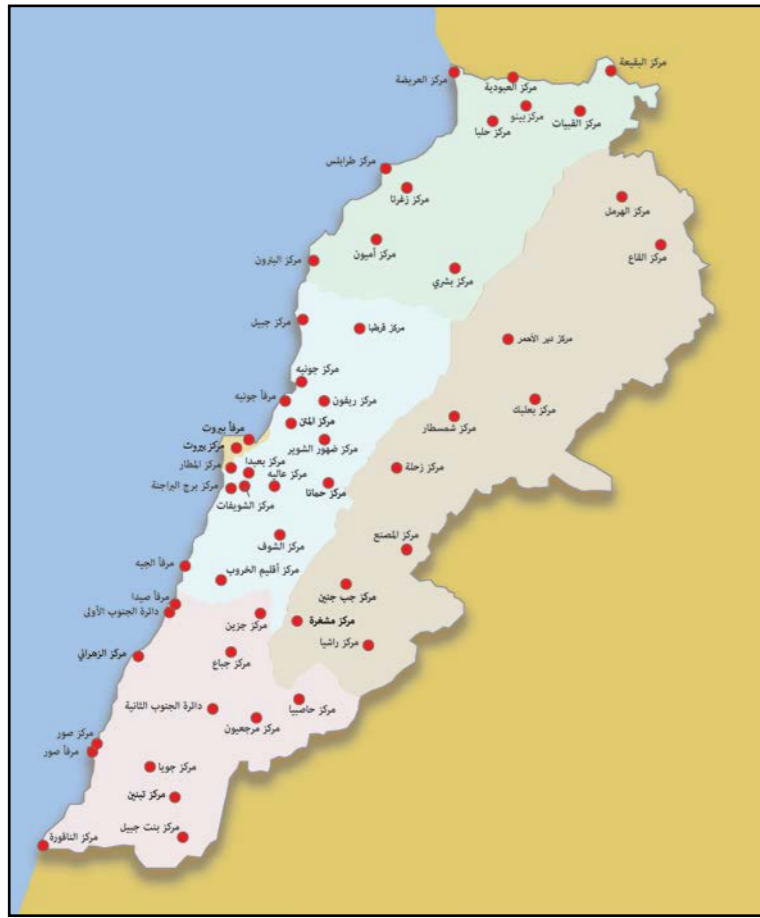 مركز البقيعة
مركز العريضة
مركز العبودية
مركز بينو
مركز القبيات
مركز حلبا
مركز طرابلس
مركز زغرتا
مركز الهرمل
مركز أميون
مركز القاع
مركز البترون
مركز بشري
مركز جبيل
مركز قرطبا
مركز دير الأحمر
مركز جونيه
مركز ريفون
مرفأ جونيه
مركز بعلبك
مركز المتن
مركز شمسطار
مرفأ بيروت
مركز بيروت
مركز ضهور الشوير
مركز بعبدا
مركز المطار
مركز زحلة
مركز عاليه
مركز برج البراجنة
مركز حمانا
مركز الشويفات
مركز المصنع
مركز الشوف
مرفأ الجيه
مركز أقليم الخروب
مركز جب جنين
مرفأ صيدا
دائرة الجنوب الأولى
مركز جزين
مركز مشغرة
مركز راشيا
مركز الزهراني
مركز جباع
مركز حاصبيا
دائرة الجنوب الثانية
مركز مرجعيون
مركز صور
مرفأ صور
مركز جويا
مركز تبنين
مركز بنت جبيل
مركز الناقورة